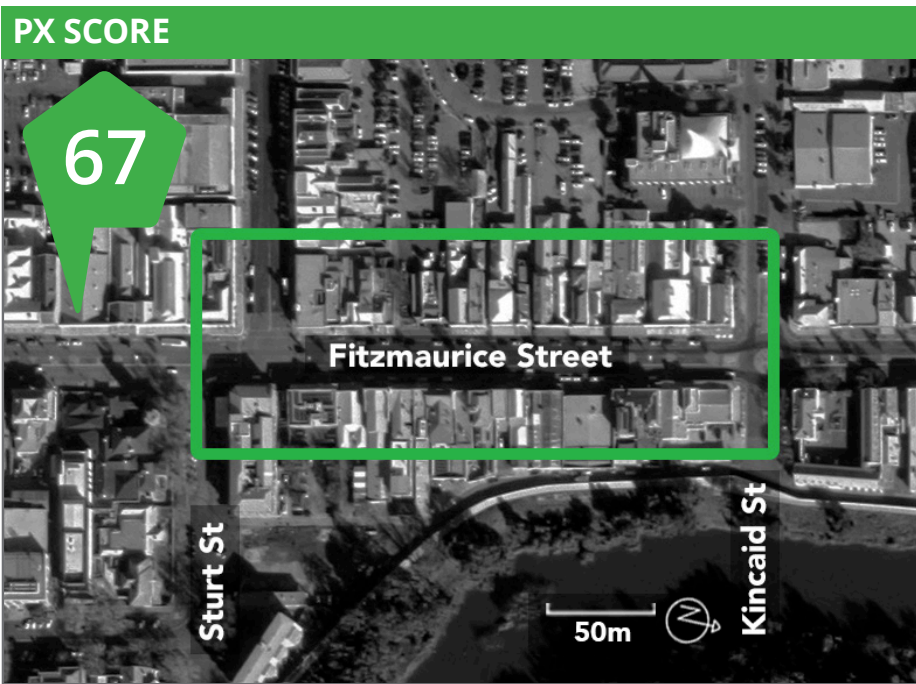 PX SCORE
67
Fitzmaurice Street
Sturt St
Kincaid St
50m
N